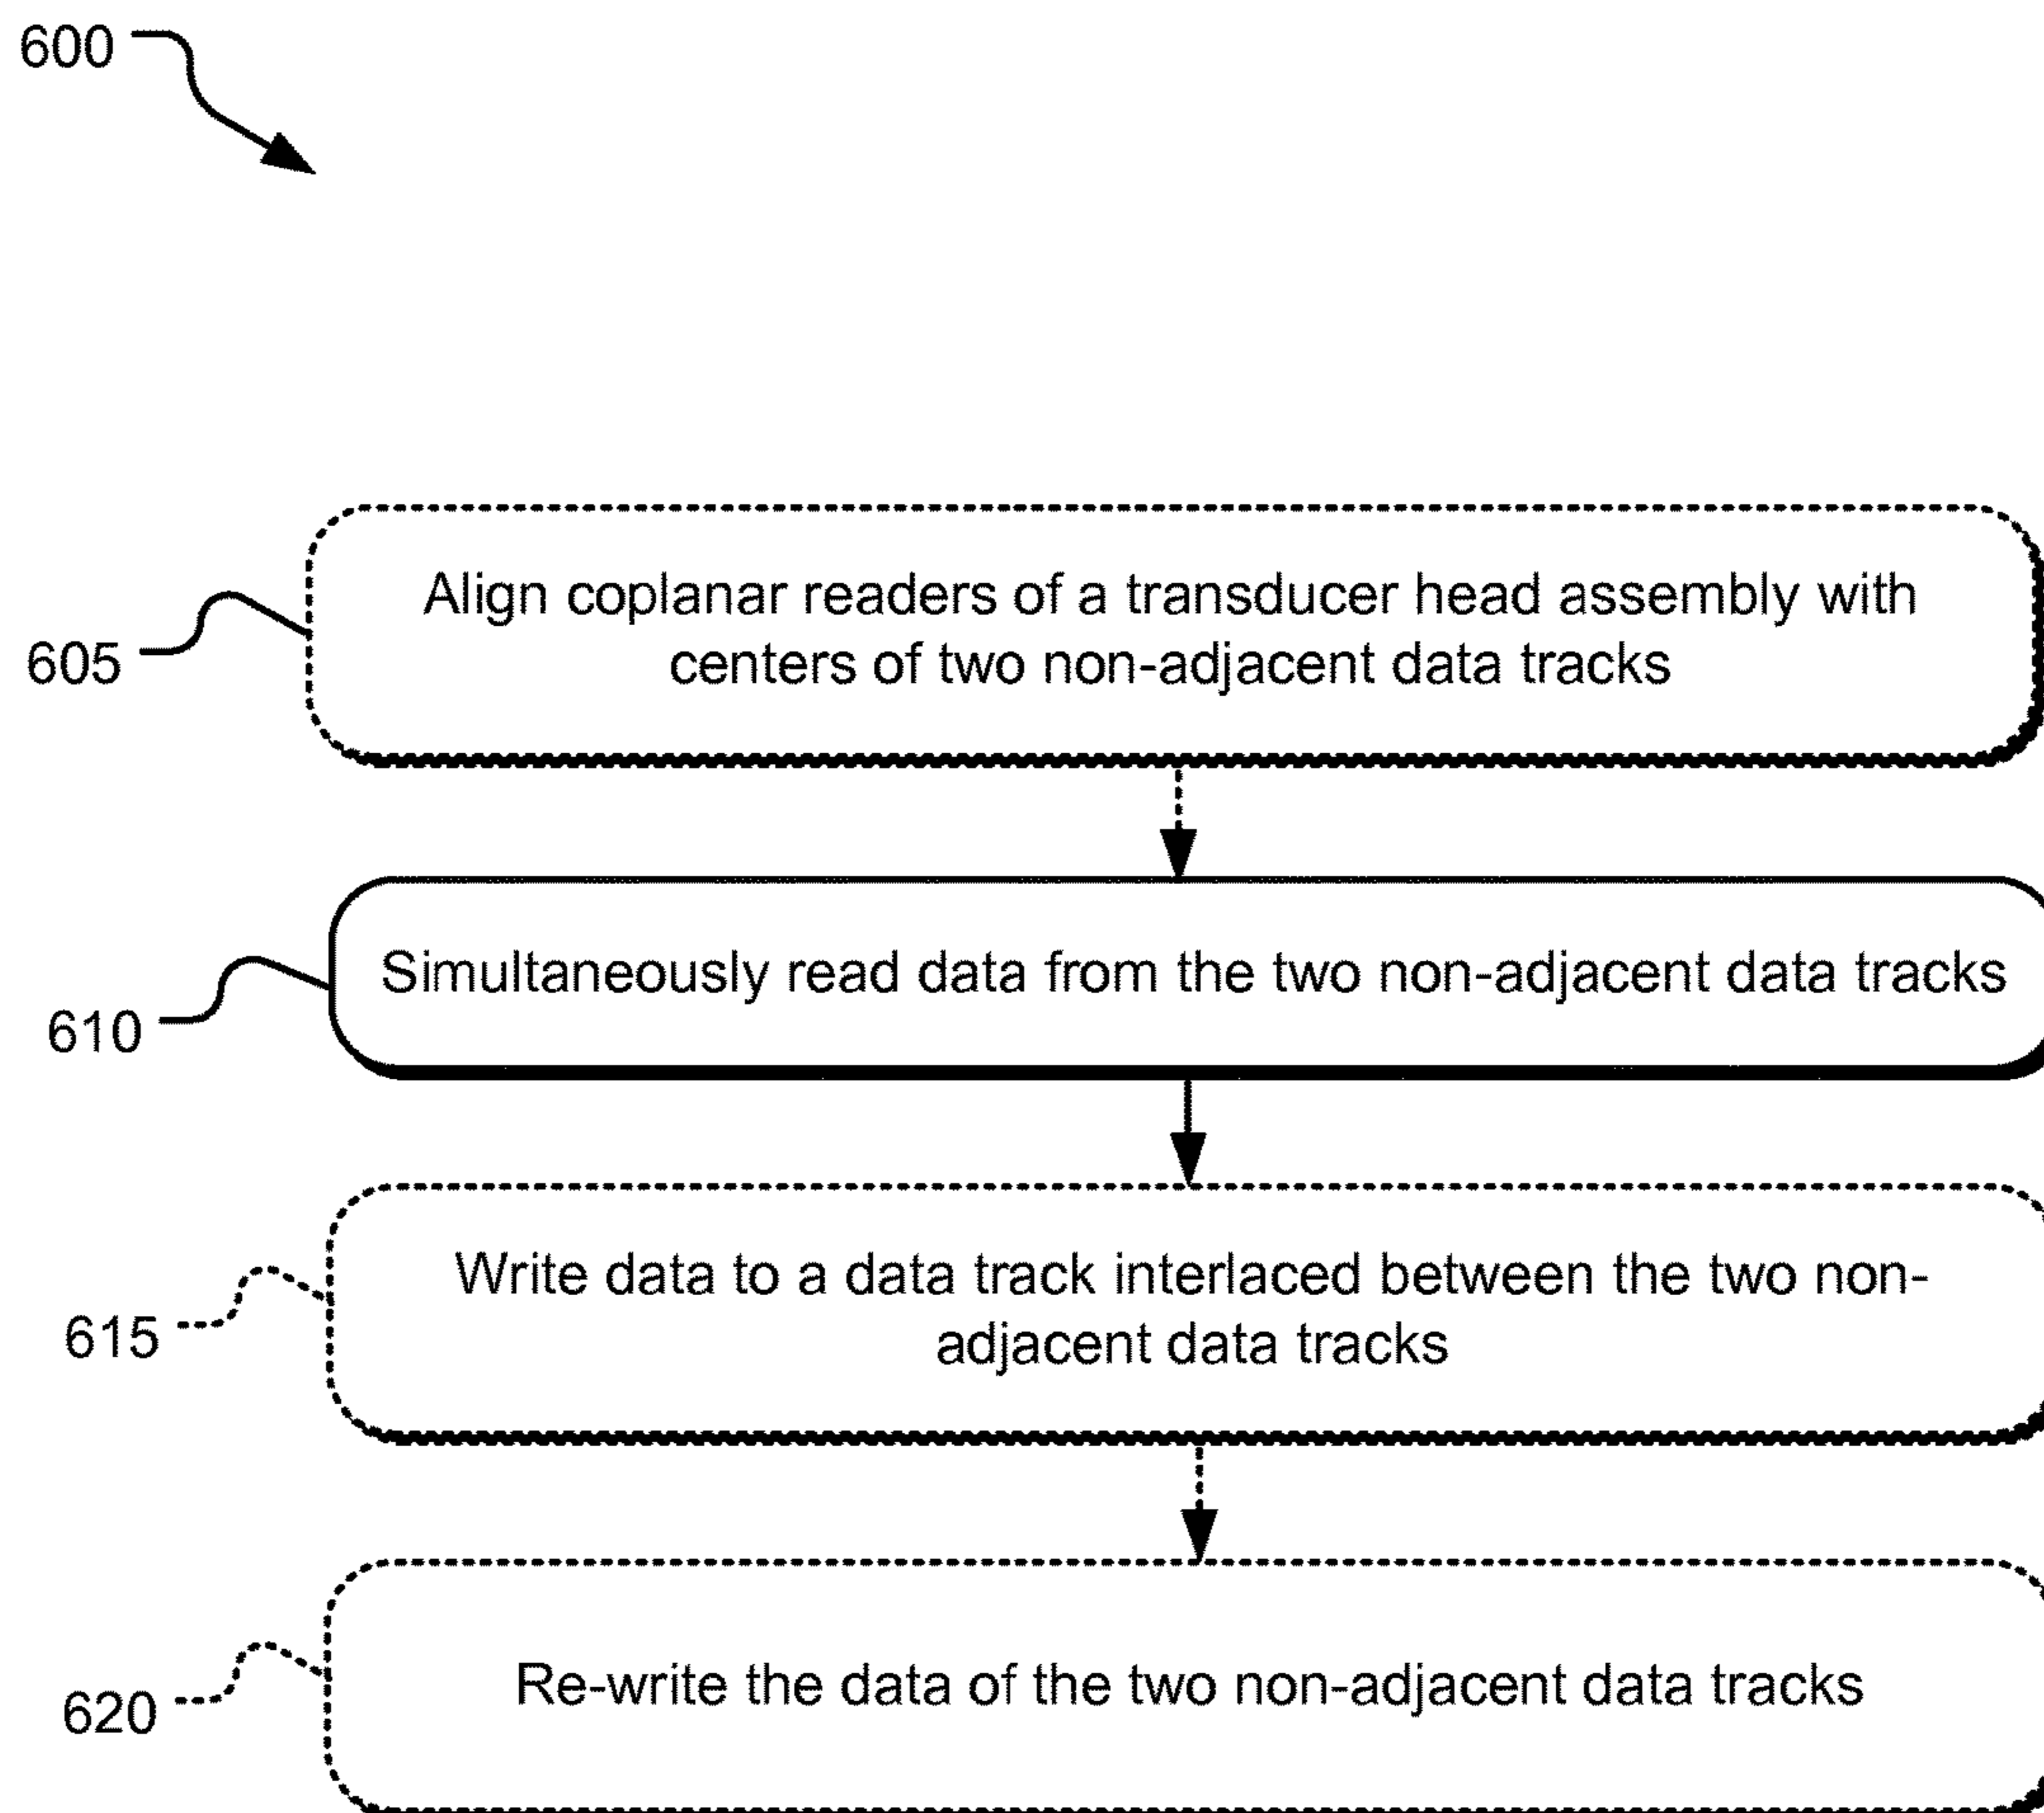 600
Align coplanar readers of a transducer head assembly with
centers of two non-adjacent data tracks
605
Simultaneously read data from the two non-adjacent data tracks
610
Write data to a data track interlaced between the two non-
adjacent data tracks
615
Re-write the data of the two non-adjacent data tracks
620